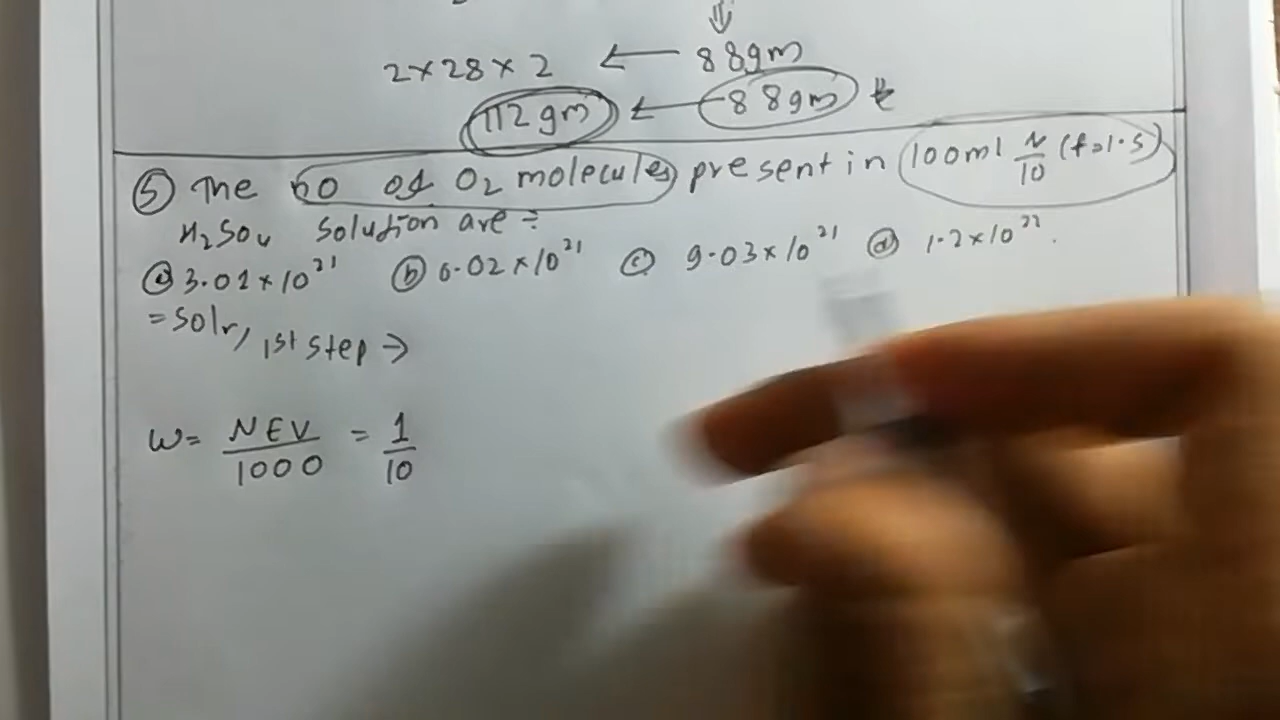 2×28×2 ← 88gm
112gm ← 88gm
⑤ The no of O2 molecules present in 100ml N/10 (f=1.5)
H2SO4 solution are ÷
ⓐ 3.01×10^21 ⓑ 6.02×10^21 ⓒ 9.03×10^21 ⓓ 1.2×10^22.
= Soln, 1st step →
W= NEV/1000 = 1/10